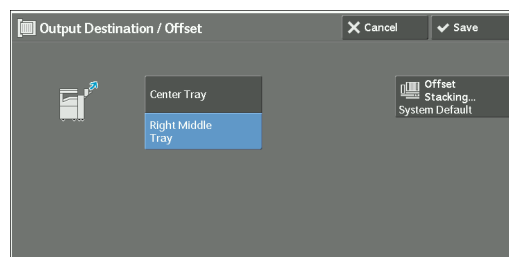 Output Destination / Offset
Cancel
Save
Center Tray
Right Middle
Tray
Offset
Stacking...
System Default